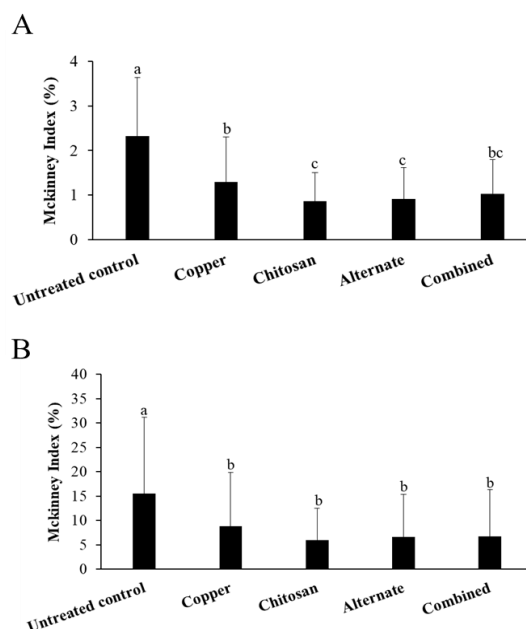 A
Mckinney Index (%)
4
3
2
1
0
a
b
c
c
bc
Untreated control
Copper
Chitosan
Alternate
Combined
B
Mckinney Index (%)
40
35
30
25
20
15
10
5
0
a
b
b
b
b
Untreated control
Copper
Chitosan
Alternate
Combined